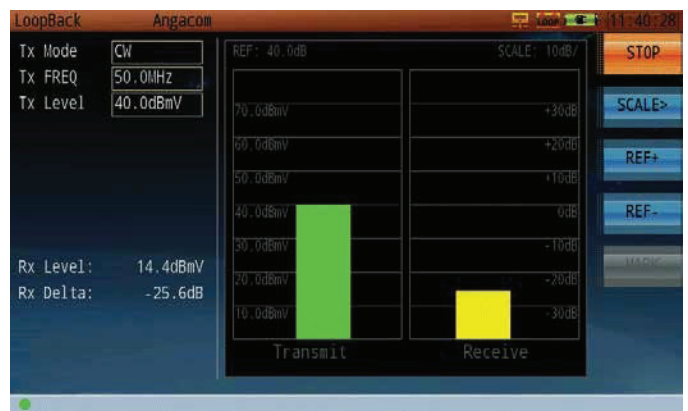 LoopBack Angacom LOOP 11:40:28
Tx Mode CW
Tx FREQ 50.0MHz
Tx Level 40.0dBmV
Rx Level: 14.4dBmV
Rx Delta: -25.6dB
REF: 40.0dB SCALE: 10dB/
70.0dBmV +30dB
60.0dBmV +20dB
50.0dBmV +10dB
40.0dBmV 0dB
30.0dBmV -10dB
20.0dBmV -20dB
10.0dBmV -30dB
Transmit Receive
STOP
SCALE>
REF+
REF-
MARK